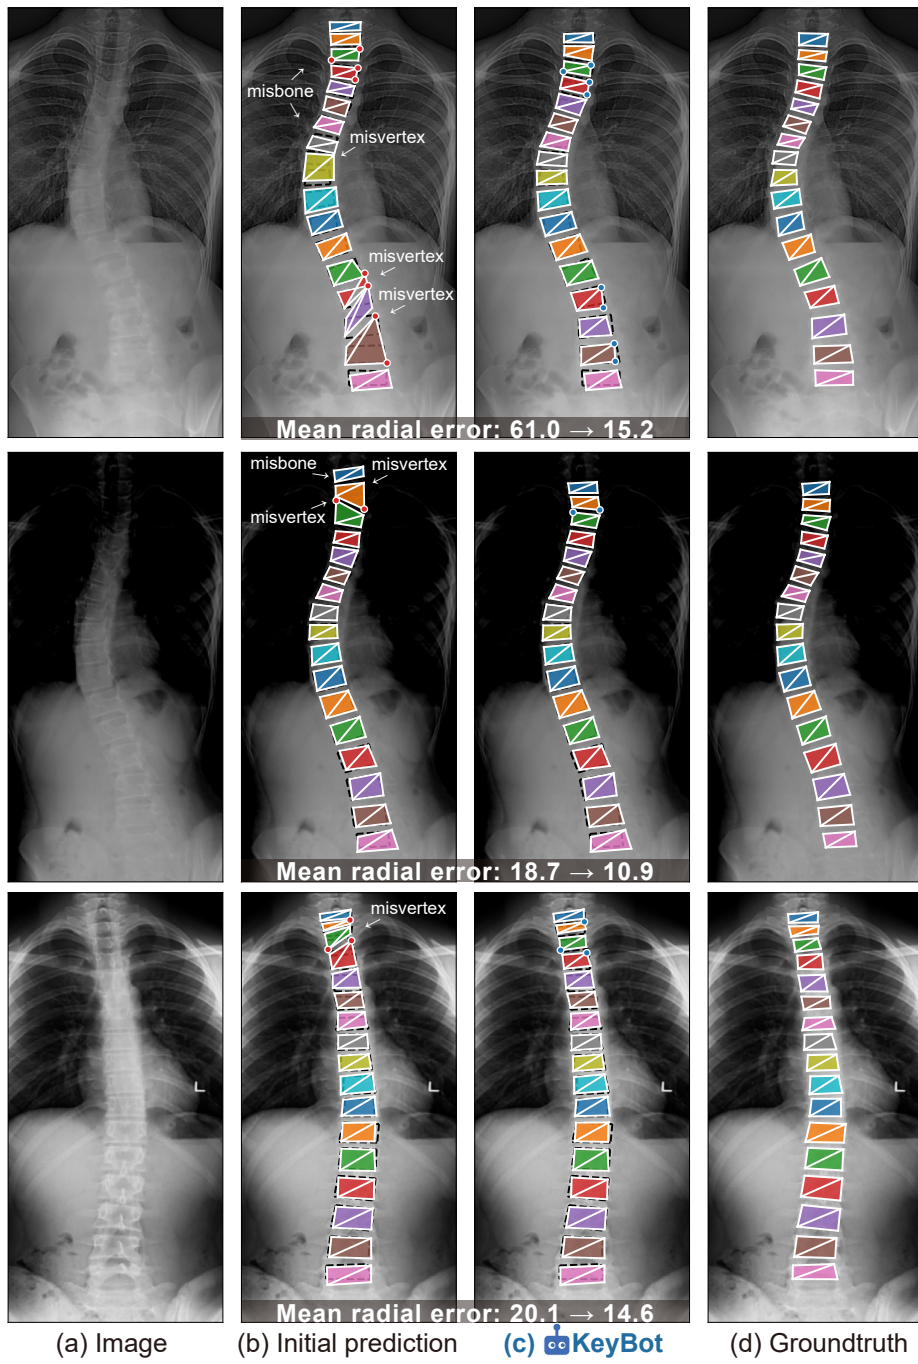 misbone
misvertex
misvertex
misvertex
Mean radial error: 61.0 → 15.2
misbone
misvertex
misvertex
Mean radial error: 18.7 → 10.9
misvertex
L
L
L
L
Mean radial error: 20.1 → 14.6
(a) Image
(b) Initial prediction
(c) KeyBot
(d) Groundtruth